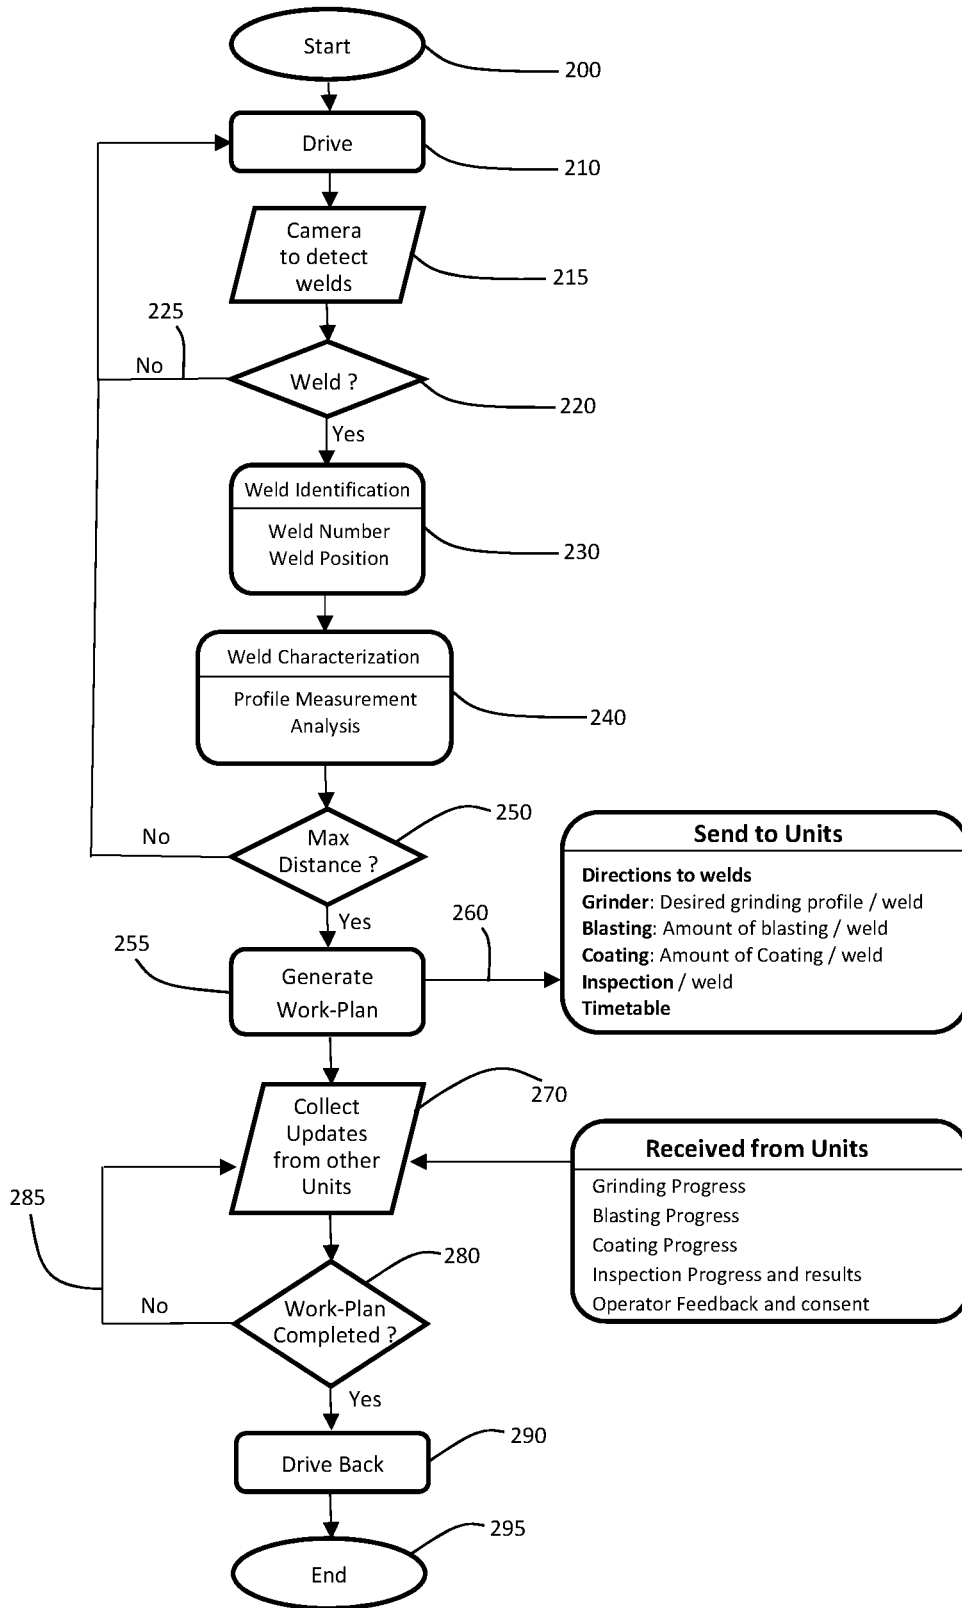 Start
200
Drive
210
Camera
to detect
welds
215
225
No
Weld ?
220
Yes
Weld Identification
Weld Number
Weld Position
230
Weld Characterization
Profile Measurement
Analysis
240
250
No
Max
Distance ?
Yes
Send to Units
Directions to welds
Grinder: Desired grinding profile / weld
Blasting: Amount of blasting / weld
Coating: Amount of Coating / weld
Inspection / weld
Timetable
260
255
Generate
Work-Plan
Collect
Updates
from other
Units
270
Received from Units
Grinding Progress
Blasting Progress
Coating Progress
Inspection Progress and results
Operator Feedback and consent
285
280
No
Work-Plan
Completed ?
Yes
Drive Back
290
End
295